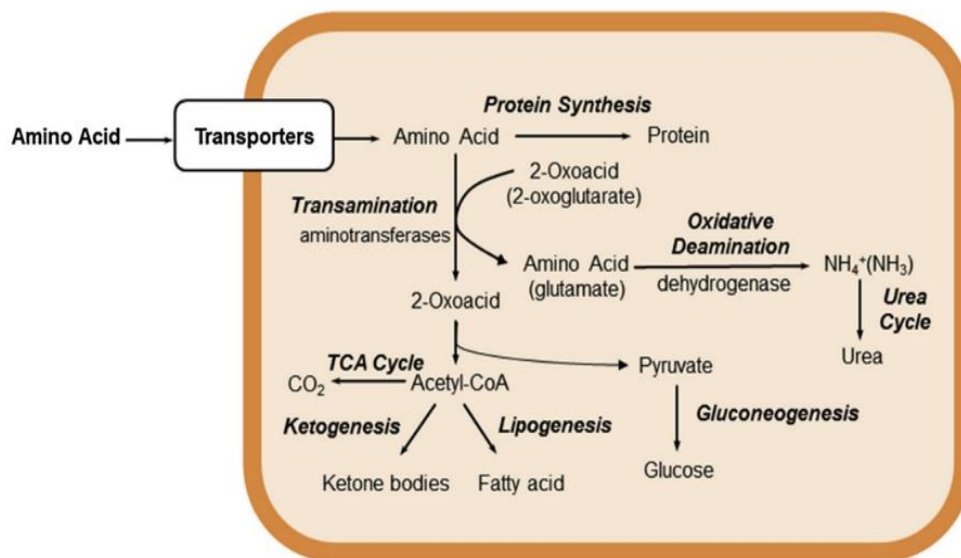 Protein Synthesis
Amino Acid
Transporters
Amino Acid
Protein
2-Oxoacid
(2-oxoglutarate)
Transamination
aminotransferases
Oxidative
Deamination
Amino Acid
(glutamate)
dehydrogenase
NH₄⁺(NH₃)
2-Oxoacid
Urea
Cycle
Urea
TCA Cycle
CO₂
Acetyl-CoA
Pyruvate
Ketogenesis
Lipogenesis
Gluconeogenesis
Ketone bodies
Fatty acid
Glucose